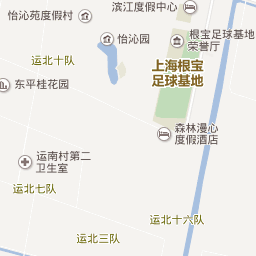 怡沁苑度假村
滨江度假中心
怡沁园
根宝足球基地
荣誉厅
运北十队
上海根宝
足球基地
东平桂花园
森林漫心
度假酒店
运南村第二
卫生室
运北七队
运北十六队
运北三队